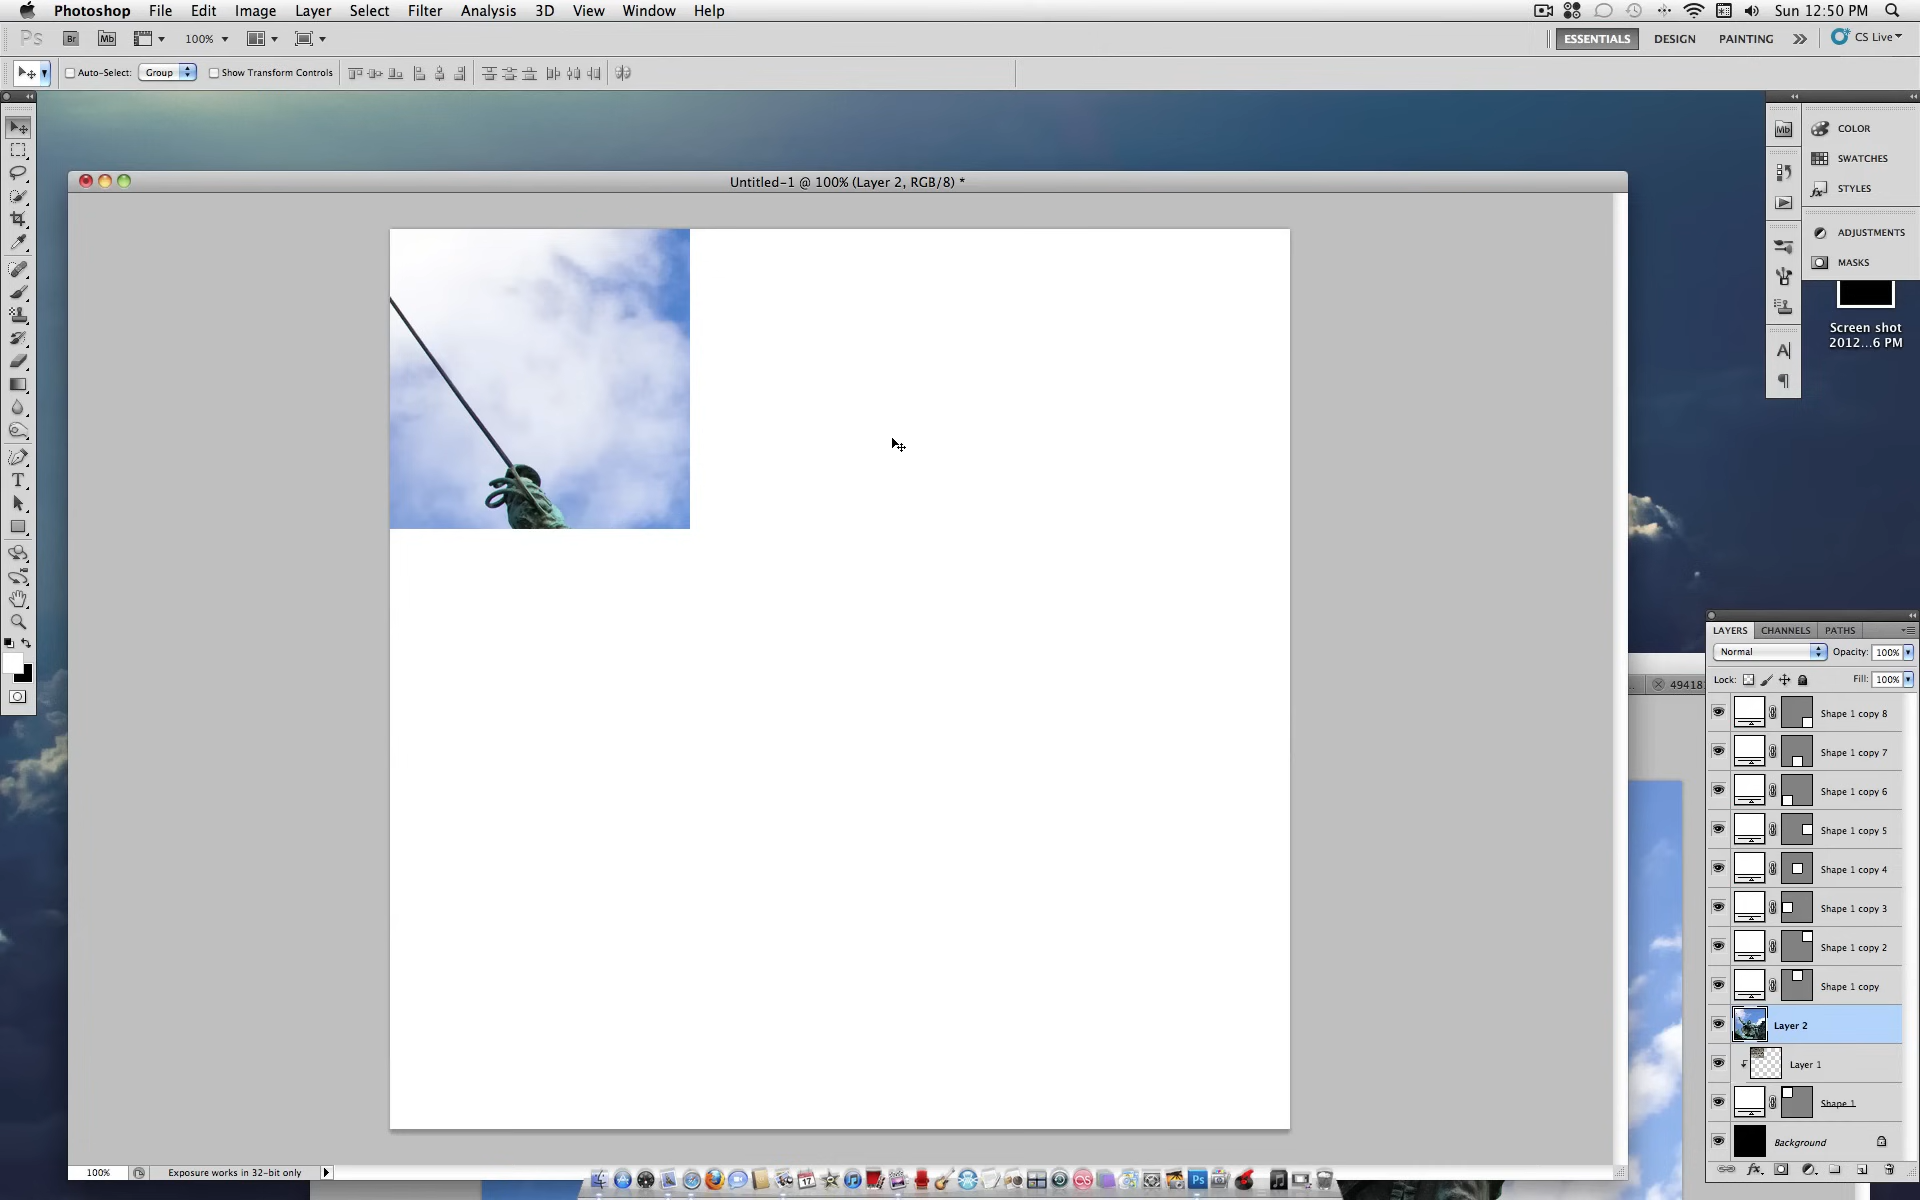 Photoshop File Edit Image Layer Select Filter Analysis 3D View Window Help Sun 12:50 PM
Ps Br Mb 100% ESSENTIALS DESIGN PAINTING CS Live
Auto-Select: Group Show Transform Controls
Mb COLOR
SWATCHES
STYLES
ADJUSTMENTS
MASKS
Untitled-1 @ 100% (Layer 2, RGB/8) *
Screen shot
2012...6 PM
LAYERS CHANNELS PATHS
Normal Opacity: 100%
Lock: Fill: 100%
49418
Shape 1 copy 8
Shape 1 copy 7
Shape 1 copy 6
Shape 1 copy 5
Shape 1 copy 4
Shape 1 copy 3
Shape 1 copy 2
Shape 1 copy
Layer 2
Layer 1
Shape 1
Background
100% Exposure works in 32-bit only